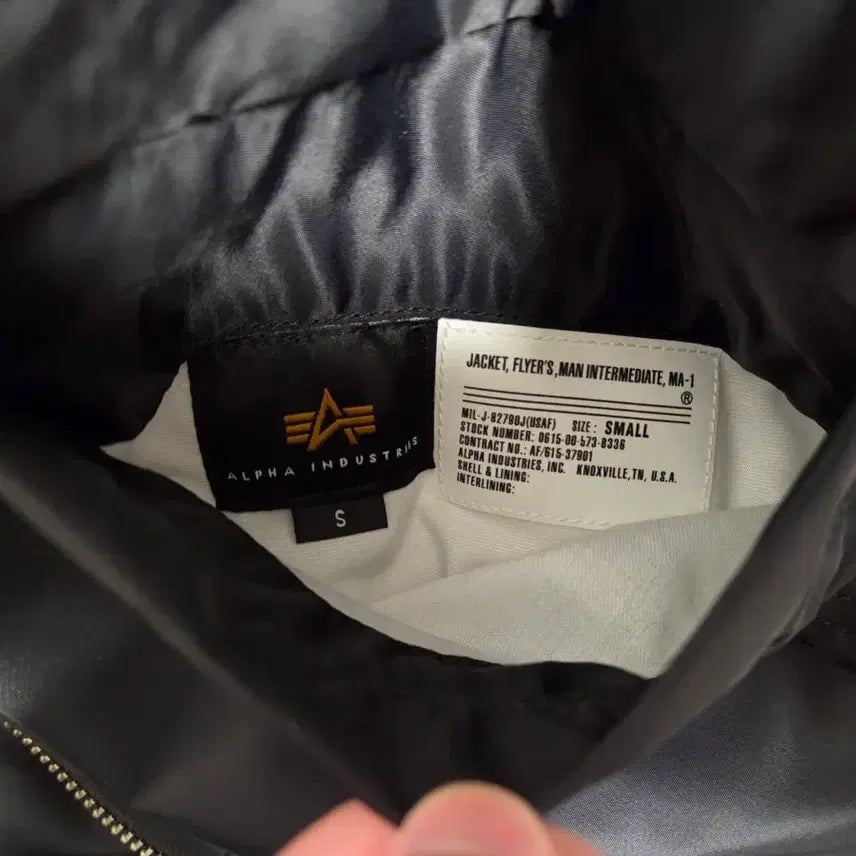 ALPHA INDUSTRIES
S
JACKET, FLYER'S, MAN INTERMEDIATE, MA-1
®
MIL-J-82790J(USAF) SIZE: SMALL
STOCK NUMBER: 0615-00-573-8336
CONTRACT NO.: AF/615-37901
ALPHA INDUSTRIES, INC. KNOXVILLE, TN, U.S.A.
SHELL & LINING:
INTERLINING: